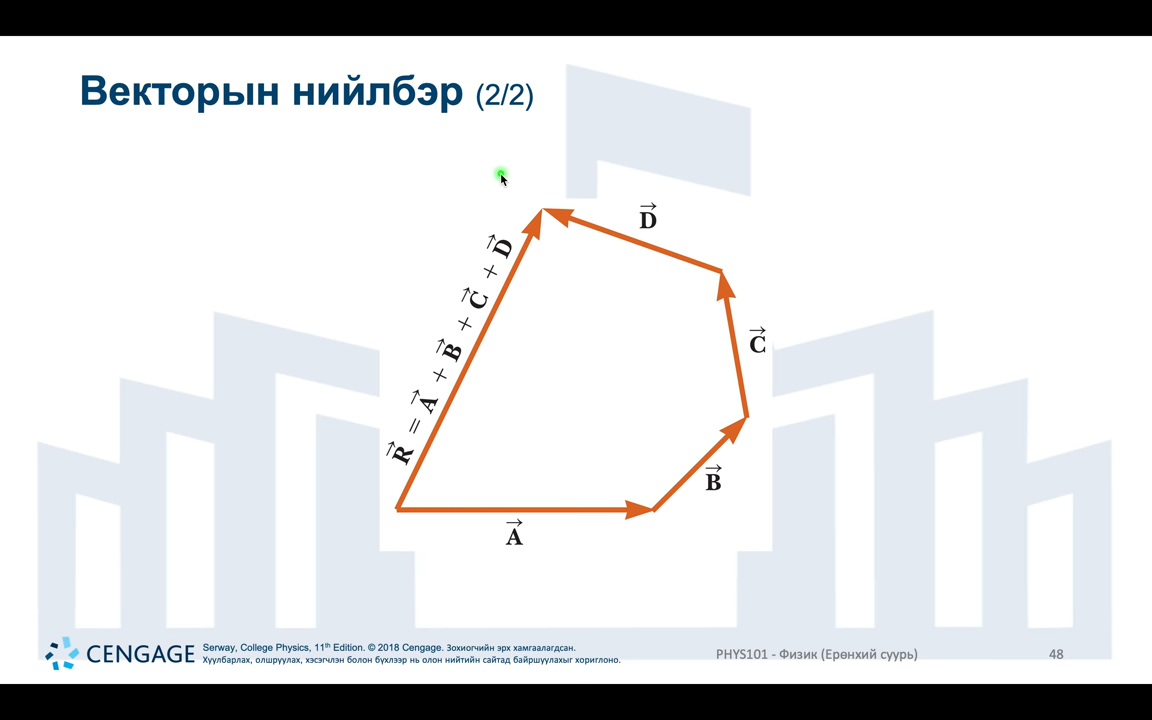 Векторын нийлбэр (2/2)
D⃗
R⃗ = A⃗ + B⃗ + C⃗ + D⃗
C⃗
B⃗
A⃗
CENGAGE
Serway, College Physics, 11th Edition. © 2018 Cengage. Зохиогчийн эрх хамгаалагдсан.
Хуулбарлах, олшруулах, хэсэгчлэн болон бүхлээр нь олон нийтийн сайтад байршуулахыг хориглоно.
PHYS101 - Физик (Ерөнхий суурь)
48